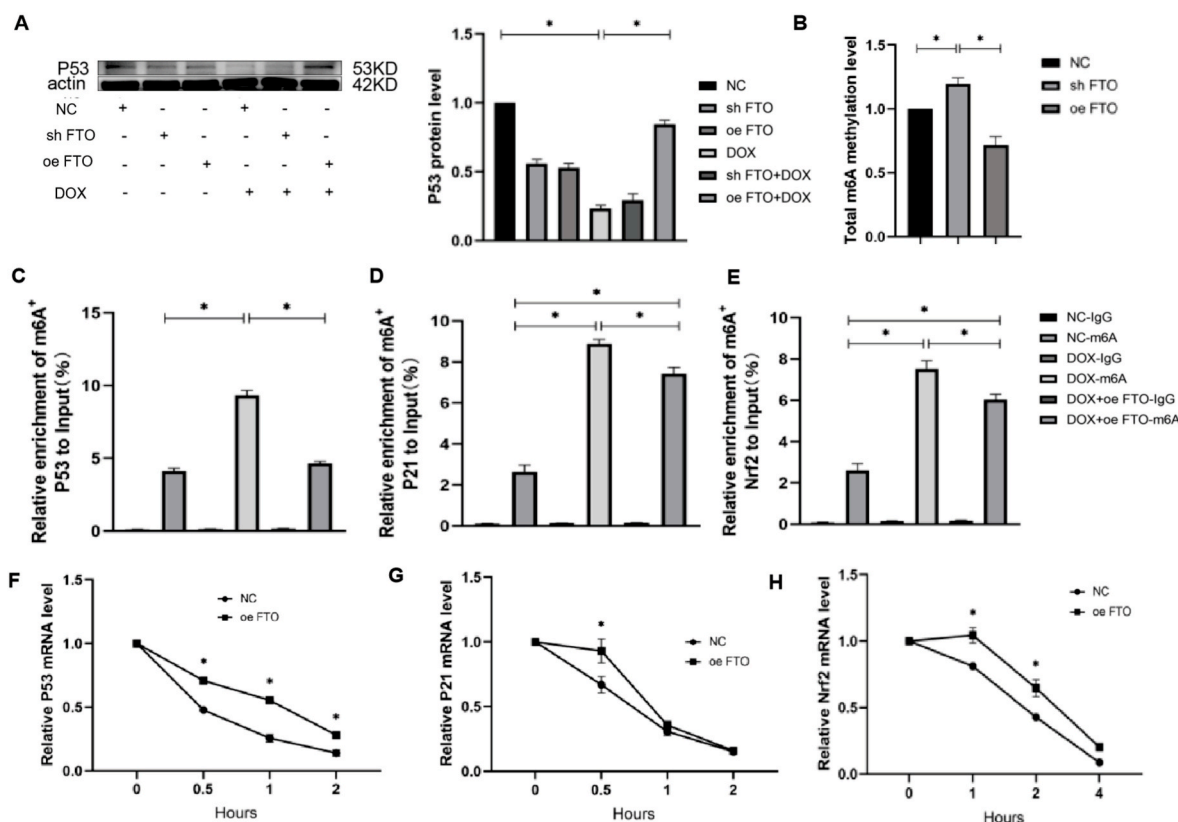 A
P53
53KD
actin
42KD
NC + - - + - -
sh FTO - + - - + -
oe FTO - - + - - +
DOX - - - + + +
P53 protein level
1.5
1.0
0.5
0.0
*
*
NC
sh FTO
oe FTO
DOX
sh FTO+DOX
oe FTO+DOX
B
Total m6A methylation level
1.5
1.0
0.5
0.0
*
*
NC
sh FTO
oe FTO
C
Relative enrichment of m6A+
P53 to Input(%)
15
10
5
0
*
*
D
Relative enrichment of m6A+
P21 to Input(%)
10
8
6
4
2
0
*
*
*
E
Relative enrichment of m6A+
Nrf2 to Input(%)
10
8
6
4
2
0
*
*
*
NC-IgG
NC-m6A
DOX-IgG
DOX-m6A
DOX+oe FTO-IgG
DOX+oe FTO-m6A
F
Relative P53 mRNA level
1.5
1.0
0.5
0.0
NC
oe FTO
*
*
*
0 0.5 1 2
Hours
G
Relative P21 mRNA level
1.5
1.0
0.5
0.0
*
NC
oe FTO
0 0.5 1 2
Hours
H
Relative Nrf2 mRNA level
1.5
1.0
0.5
0.0
NC
oe FTO
*
*
0 1 2 4
Hours